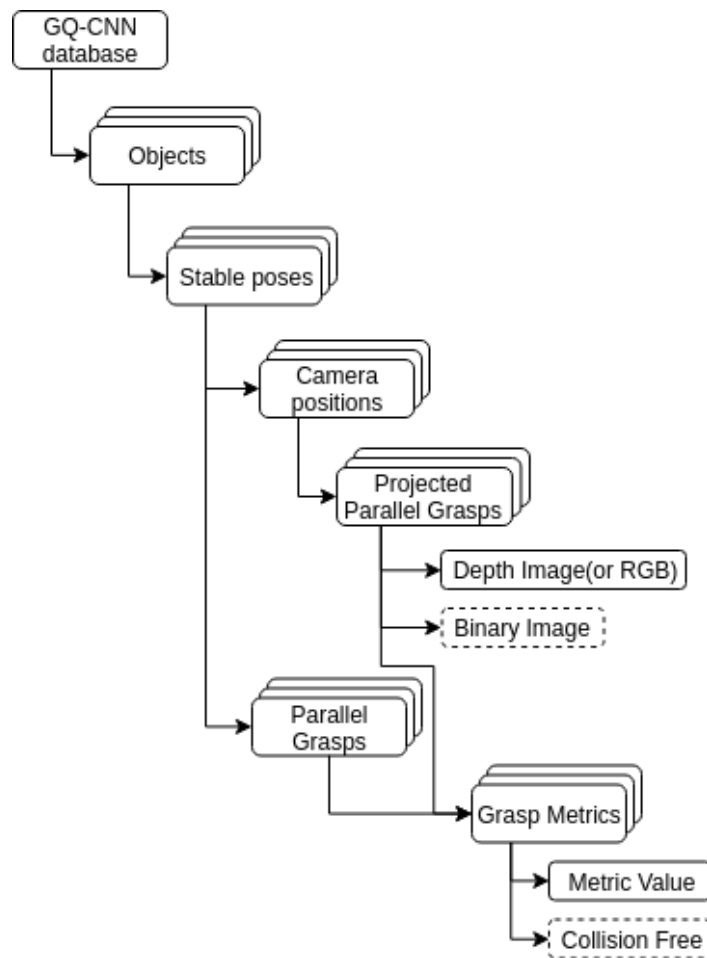 GQ-CNN
database
Objects
Stable poses
Camera
positions
Projected
Parallel Grasps
Depth Image(or RGB)
Binary Image
Parallel
Grasps
Grasp Metrics
Metric Value
Collision Free